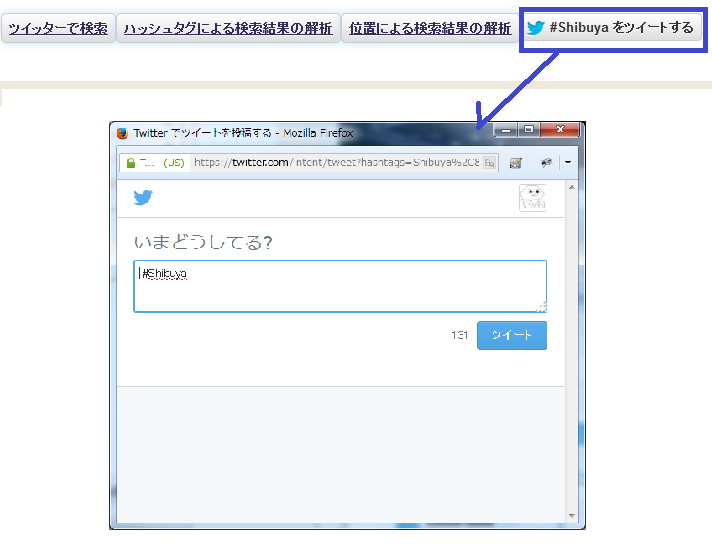 ツイッターで検索
ハッシュタグによる検索結果の解析
位置による検索結果の解析
#Shibuya をツイートする
Twitter でツイートを投稿する - Mozilla Firefox
T... (US)
https://twitter.com/intent/tweet?hashtags=Shibuya%2C8
いまどうしてる?
#Shibuya
131
ツイート